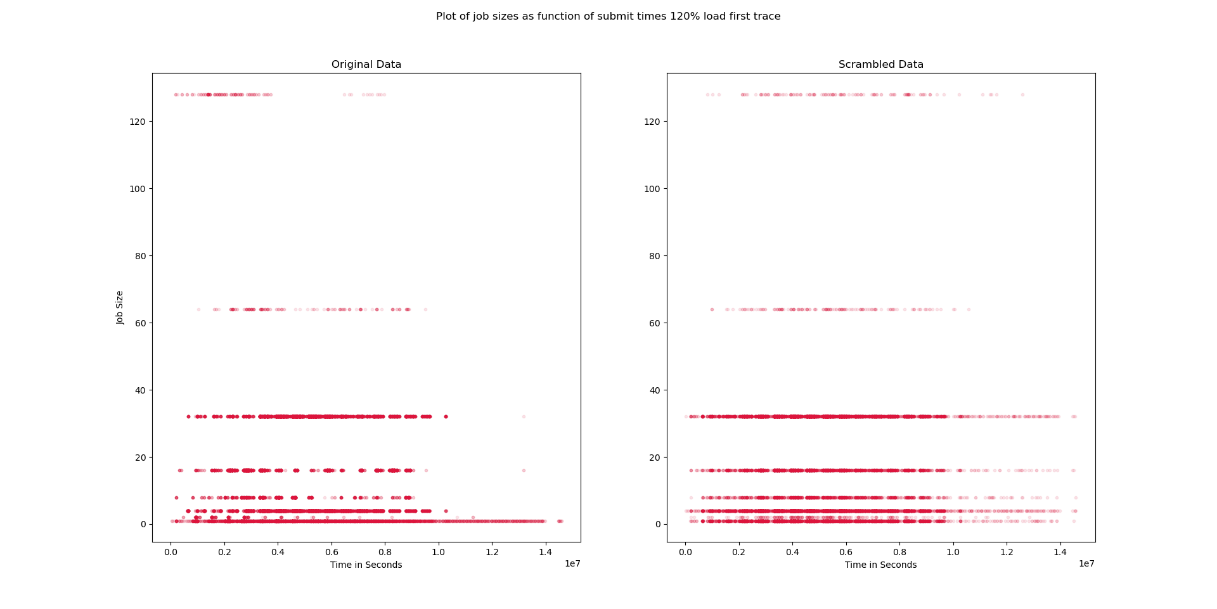 Plot of job sizes as function of submit times 120% load first trace
Original Data
Scrambled Data
120
100
80
60
40
20
0
Job Size
0.0 0.2 0.4 0.6 0.8 1.0 1.2 1.4
1e7
Time in Seconds
120
100
80
60
40
20
0
0.0 0.2 0.4 0.6 0.8 1.0 1.2 1.4
1e7
Time in Seconds